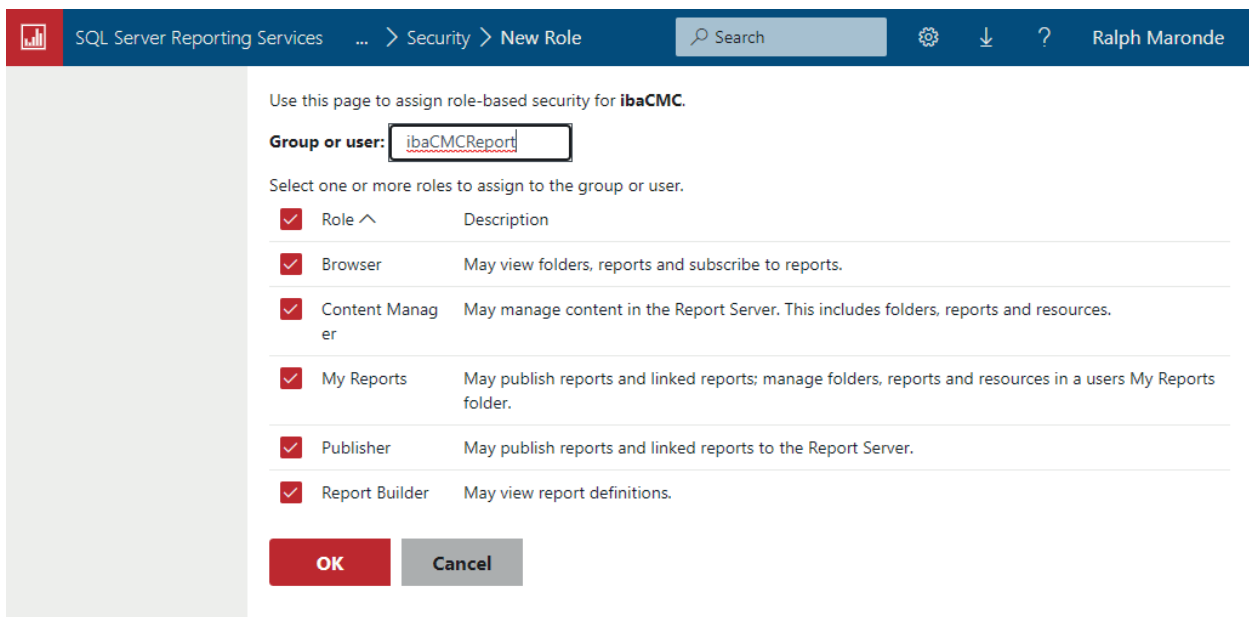 SQL Server Reporting Services ... > Security > New Role Search ? Ralph Maronde
Use this page to assign role-based security for ibaCMC.
Group or user: ibaCMCReport
Select one or more roles to assign to the group or user.
Role Description
Browser May view folders, reports and subscribe to reports.
Content Manag May manage content in the Report Server. This includes folders, reports and resources.
er
My Reports May publish reports and linked reports; manage folders, reports and resources in a users My Reports
folder.
Publisher May publish reports and linked reports to the Report Server.
Report Builder May view report definitions.
OK Cancel